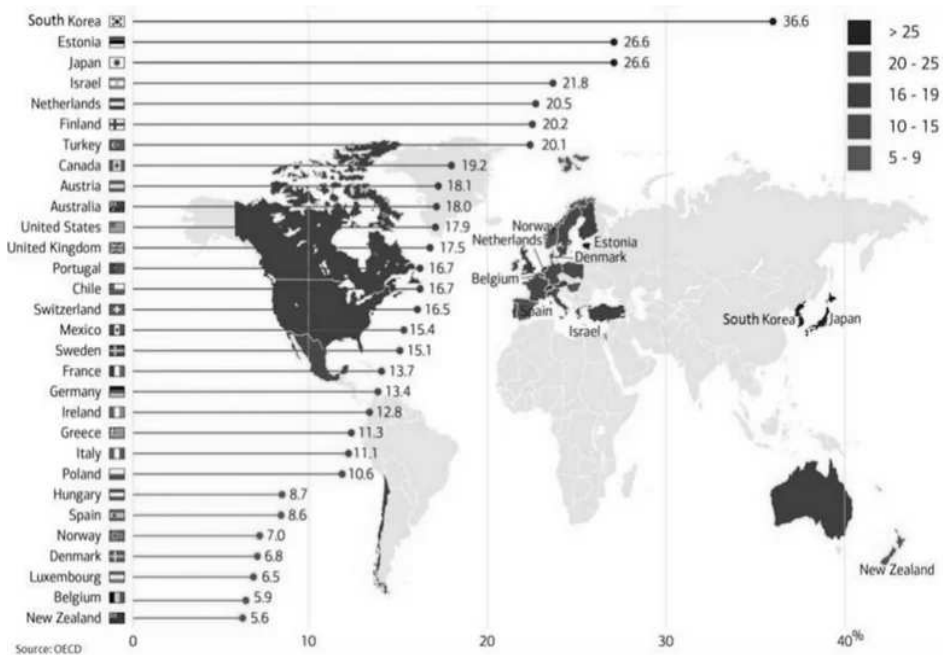 South Korea 36.6
Estonia 26.6
Japan 26.6
Israel 21.8
Netherlands 20.5
Finland 20.2
Turkey 20.1
Canada 19.2
Austria 18.1
Australia 18.0
United States 17.9
United Kingdom 17.5
Portugal 16.7
Chile 16.7
Switzerland 16.5
Mexico 15.4
Sweden 15.1
France 13.7
Germany 13.4
Ireland 12.8
Greece 11.3
Italy 11.1
Poland 10.6
Hungary 8.7
Spain 8.6
Norway 7.0
Denmark 6.8
Luxembourg 6.5
Belgium 5.9
New Zealand 5.6
0 10 20 30 40%
Source: OECD
> 25
20 - 25
16 - 19
10 - 15
5 - 9
Norway
Netherlands
Estonia
Denmark
Belgium
Spain
Israel
South Korea
Japan
New Zealand